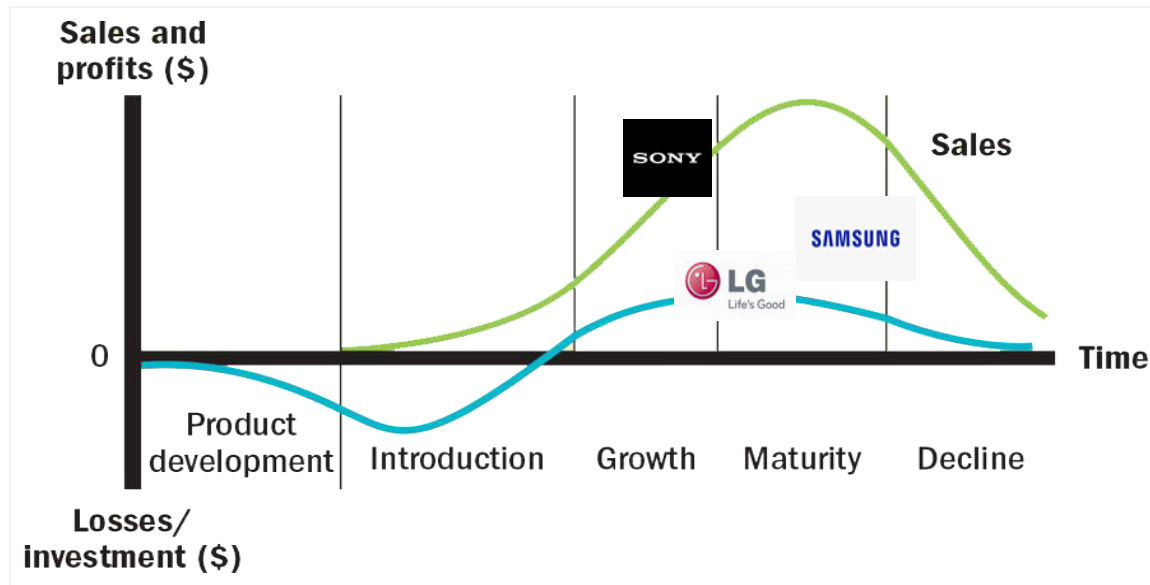 Sales and
profits ($)
SONY
Sales
SAMSUNG
LG
Life's Good
0
Time
Product
development
Introduction
Growth
Maturity
Decline
Losses/
investment ($)